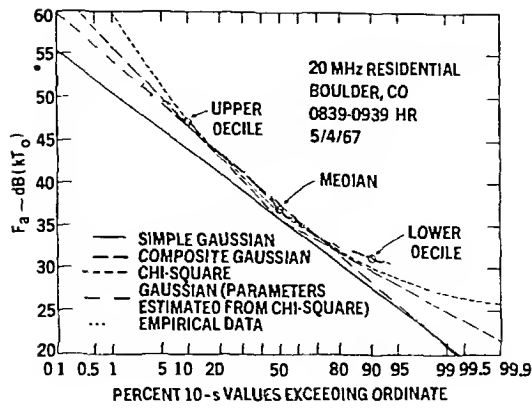 60
55
50
45
40
35
30
25
20
Fa ~ dB(kTo)
20 MHz RESIDENTIAL
BOULDER, CO
0839-0939 HR
5/4/67
UPPER
OECILE
MEDIAN
LOWER
OECILE
SIMPLE GAUSSIAN
COMPOSITE GAUSSIAN
CHI-SQUARE
GAUSSIAN (PARAMETERS
ESTIMATED FROM CHI-SQUARE)
EMPIRICAL DATA
0 1 0.5 1 5 10 20 50 80 90 95 99 99.5 99.9
PERCENT 10-s VALUES EXCEEDING ORDINATE